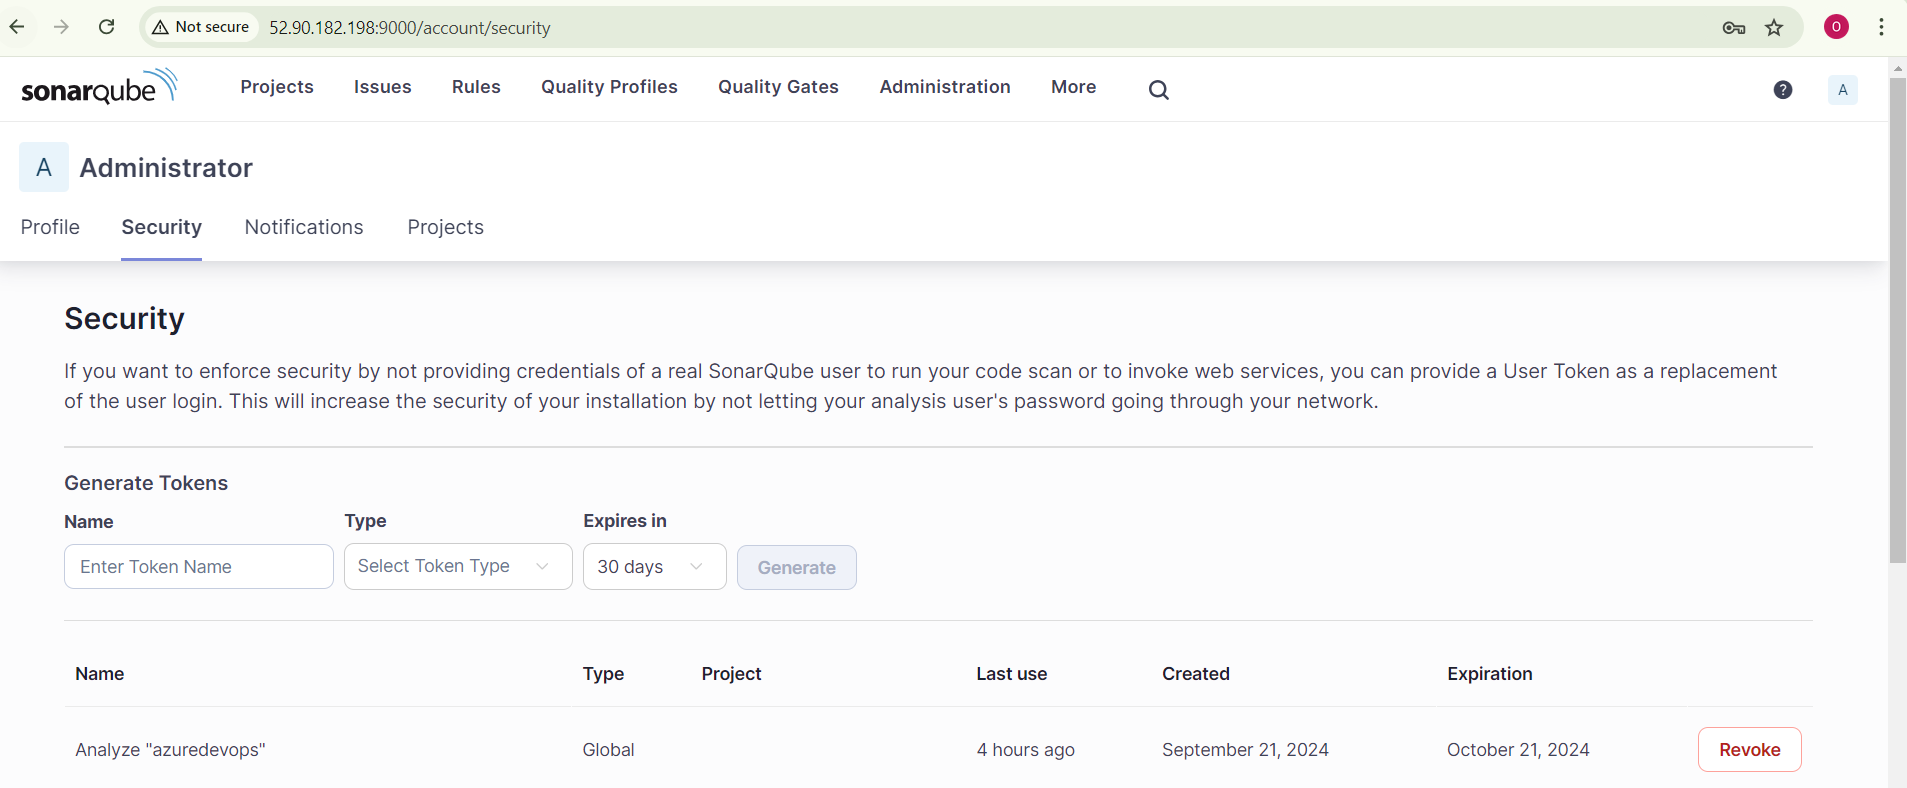 Not secure 52.90.182.198:9000/account/security O
sonarqube Projects Issues Rules Quality Profiles Quality Gates Administration More ? A
A Administrator
Profile Security Notifications Projects
Security
If you want to enforce security by not providing credentials of a real SonarQube user to run your code scan or to invoke web services, you can provide a User Token as a replacement
of the user login. This will increase the security of your installation by not letting your analysis user's password going through your network.
Generate Tokens
Name Type Expires in
Enter Token Name Select Token Type 30 days Generate
Name Type Project Last use Created Expiration
Analyze "azuredevops" Global 4 hours ago September 21, 2024 October 21, 2024 Revoke